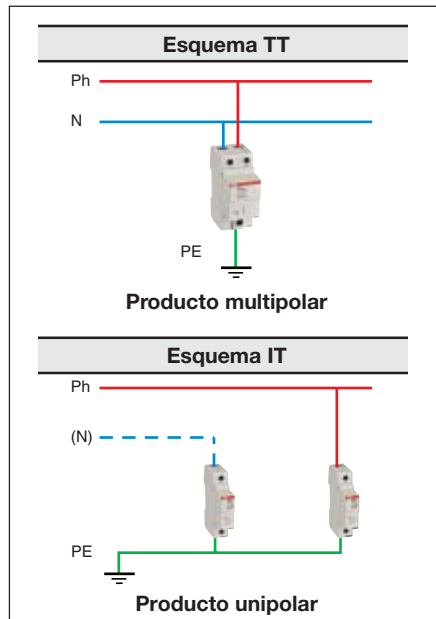 Esquema TT
Ph
N
PE
Producto multipolar
Esquema IT
Ph
(N)
PE
Producto unipolar